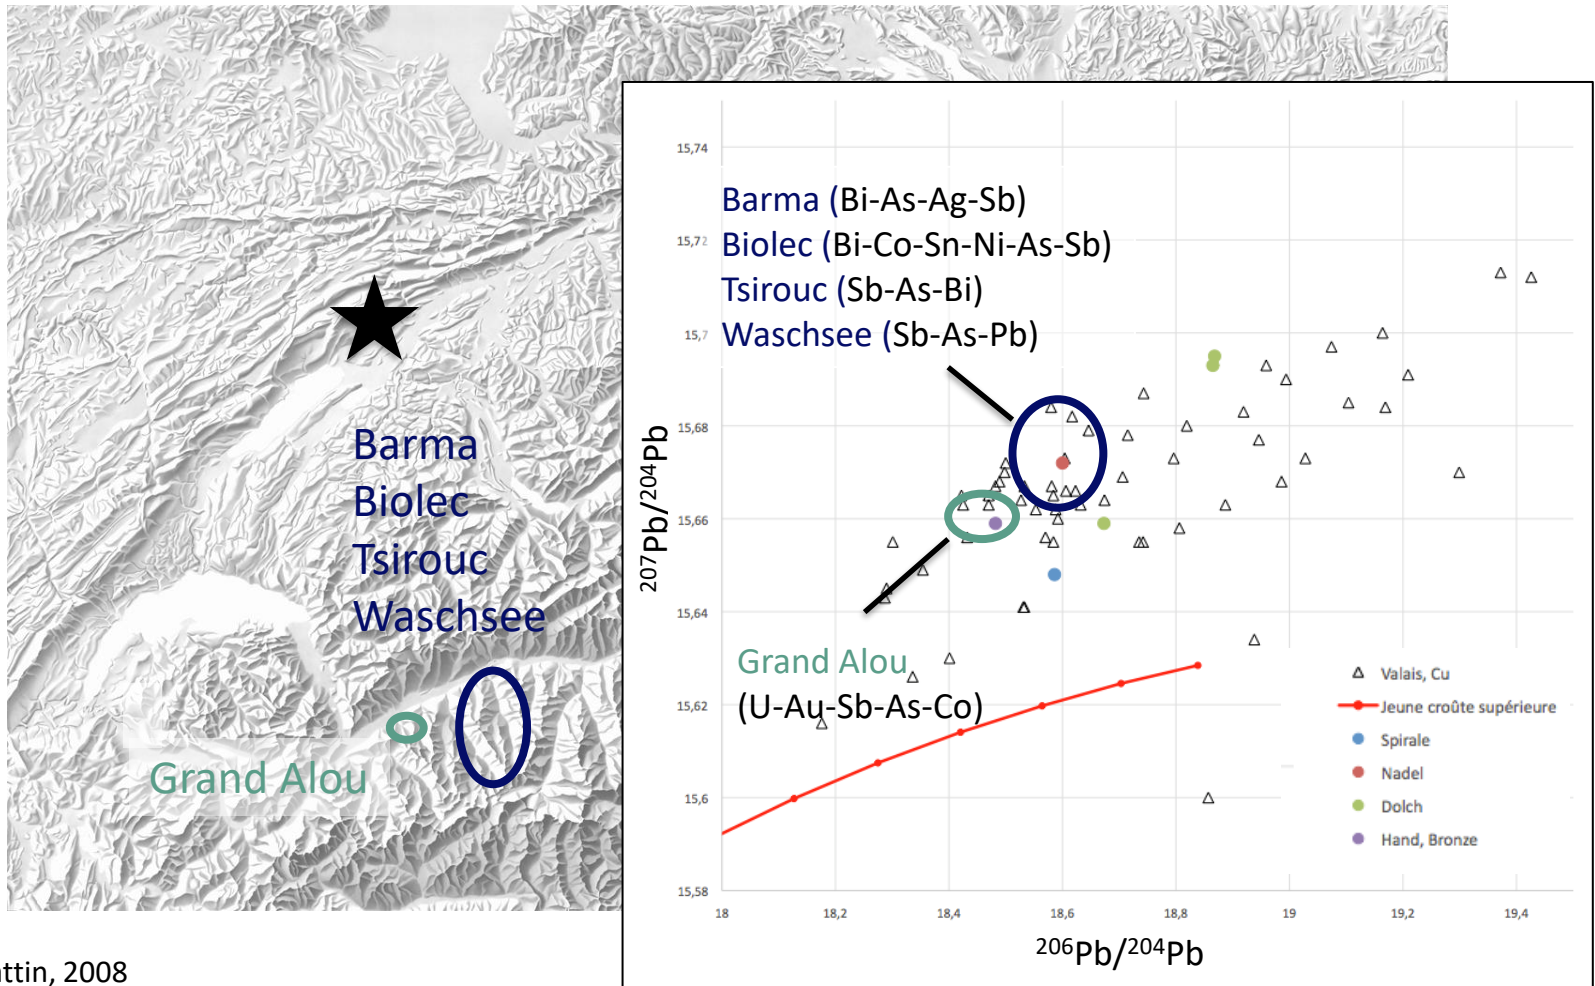 Barma
Biolec
Tsirouc
Waschsee
Grand Alou
15,74
15,72
15,7
15,68
15,66
15,64
15,62
15,6
15,58
²⁰⁷Pb/²⁰⁴Pb
Barma (Bi-As-Ag-Sb)
Biolec (Bi-Co-Sn-Ni-As-Sb)
Tsirouc (Sb-As-Bi)
Waschsee (Sb-As-Pb)
Grand Alou
(U-Au-Sb-As-Co)
Valais, Cu
Jeune croûte supérieure
Spirale
Nadel
Dolch
Hand, Bronze
18 18,2 18,4 18,6 18,8 19 19,2 19,4
²⁰⁶Pb/²⁰⁴Pb
2008